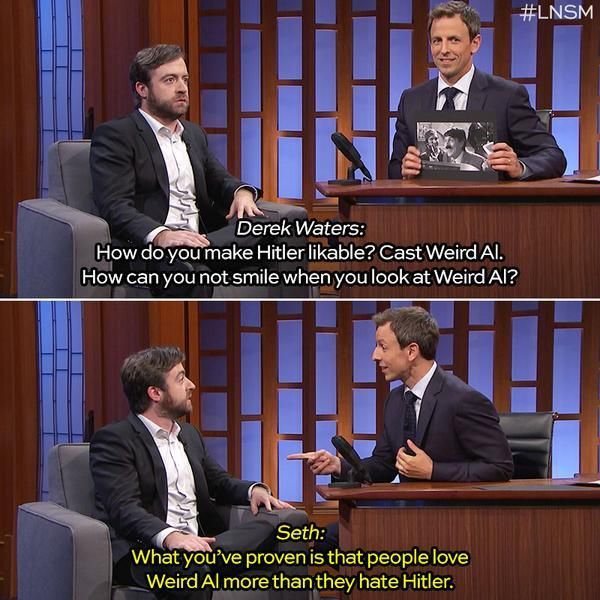 #LNSM
Derek Waters:
How do you make Hitler likable? Cast Weird Al.
How can you not smile when you look at Weird Al?
Seth:
What you've proven is that people love
Weird Al more than they hate Hitler.